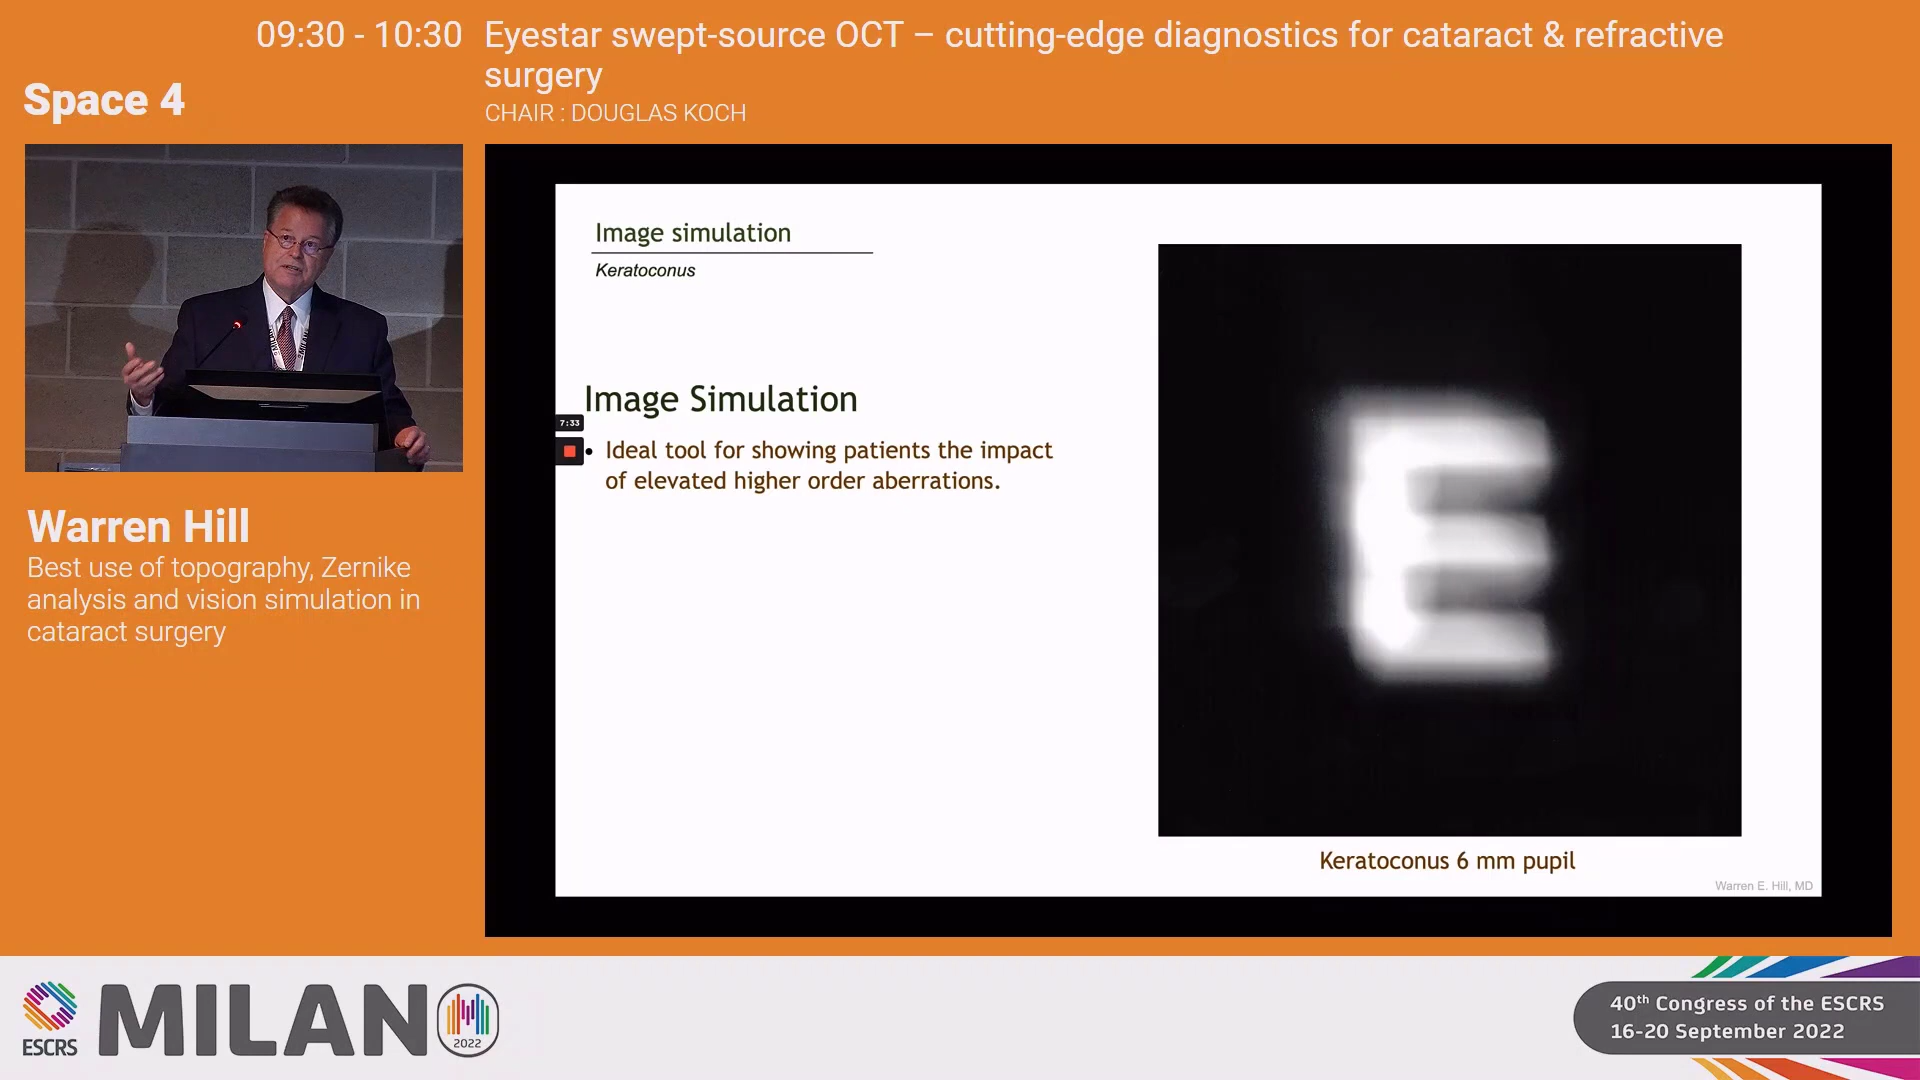 09:30 - 10:30
Eyestar swept-source OCT – cutting-edge diagnostics for cataract & refractive
surgery
CHAIR : DOUGLAS KOCH
Space 4
Image simulation
Keratoconus
Image Simulation
7:33
• Ideal tool for showing patients the impact
of elevated higher order aberrations.
E
Keratoconus 6 mm pupil
Warren E. Hill, MD
Warren Hill
Best use of topography, Zernike
analysis and vision simulation in
cataract surgery
ESCRS
MILAN
2022
40th Congress of the ESCRS
16-20 September 2022